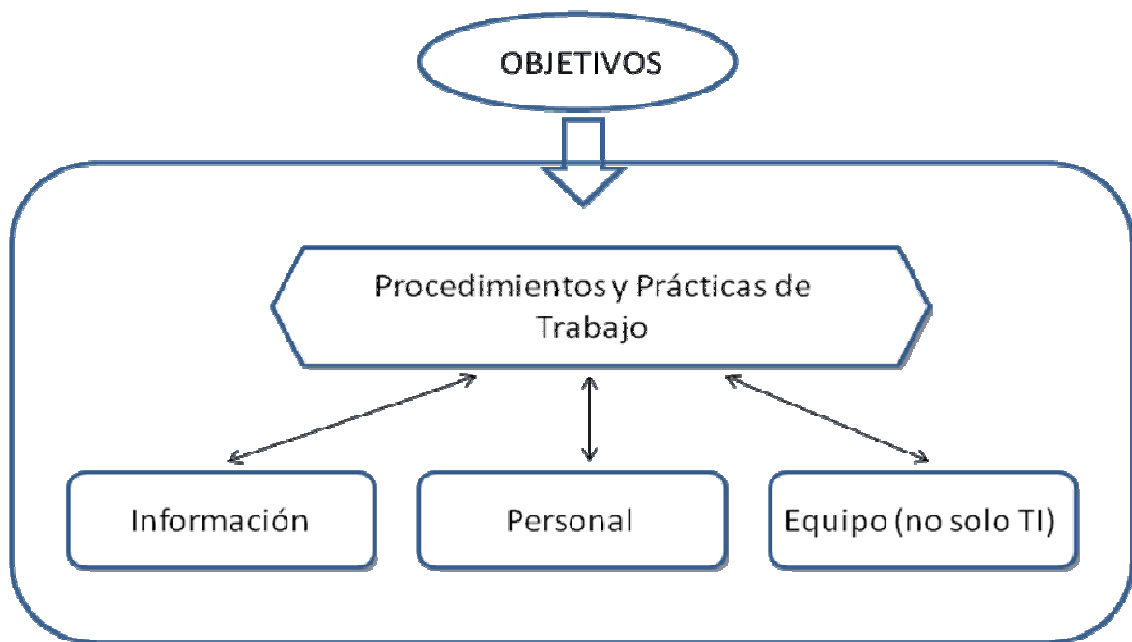 OBJETIVOS
Procedimientos y Prácticas de
Trabajo
Información
Personal
Equipo (no solo TI)